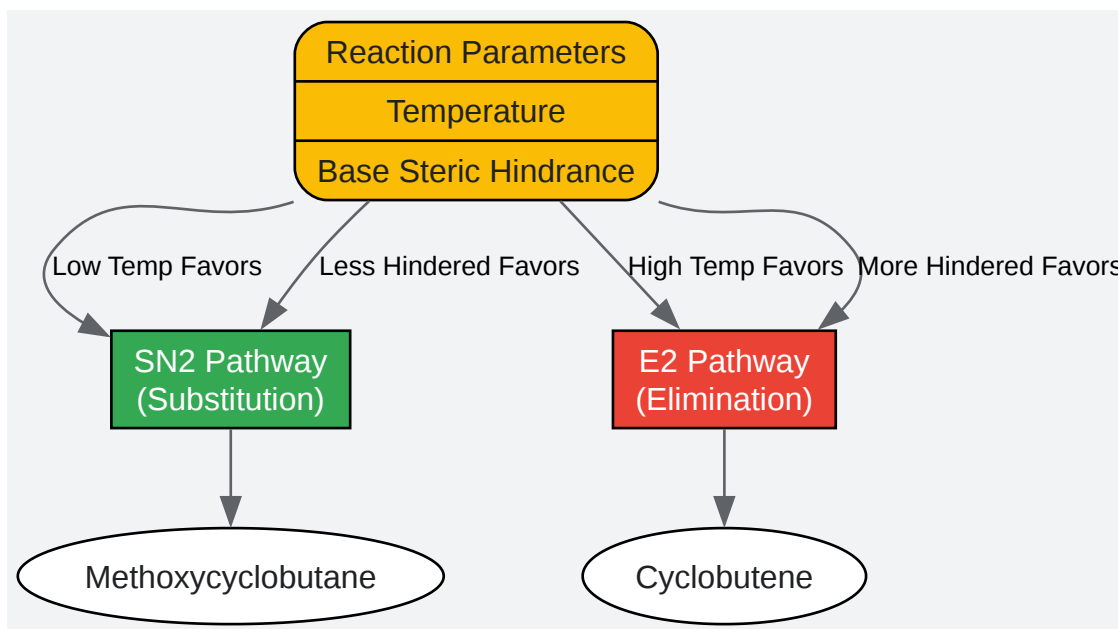 Reaction Parameters
Temperature
Base Steric Hindrance
Low Temp Favors
Less Hindered Favors
High Temp Favors
More Hindered Favors
SN2 Pathway
(Substitution)
E2 Pathway
(Elimination)
Methoxycyclobutane
Cyclobutene